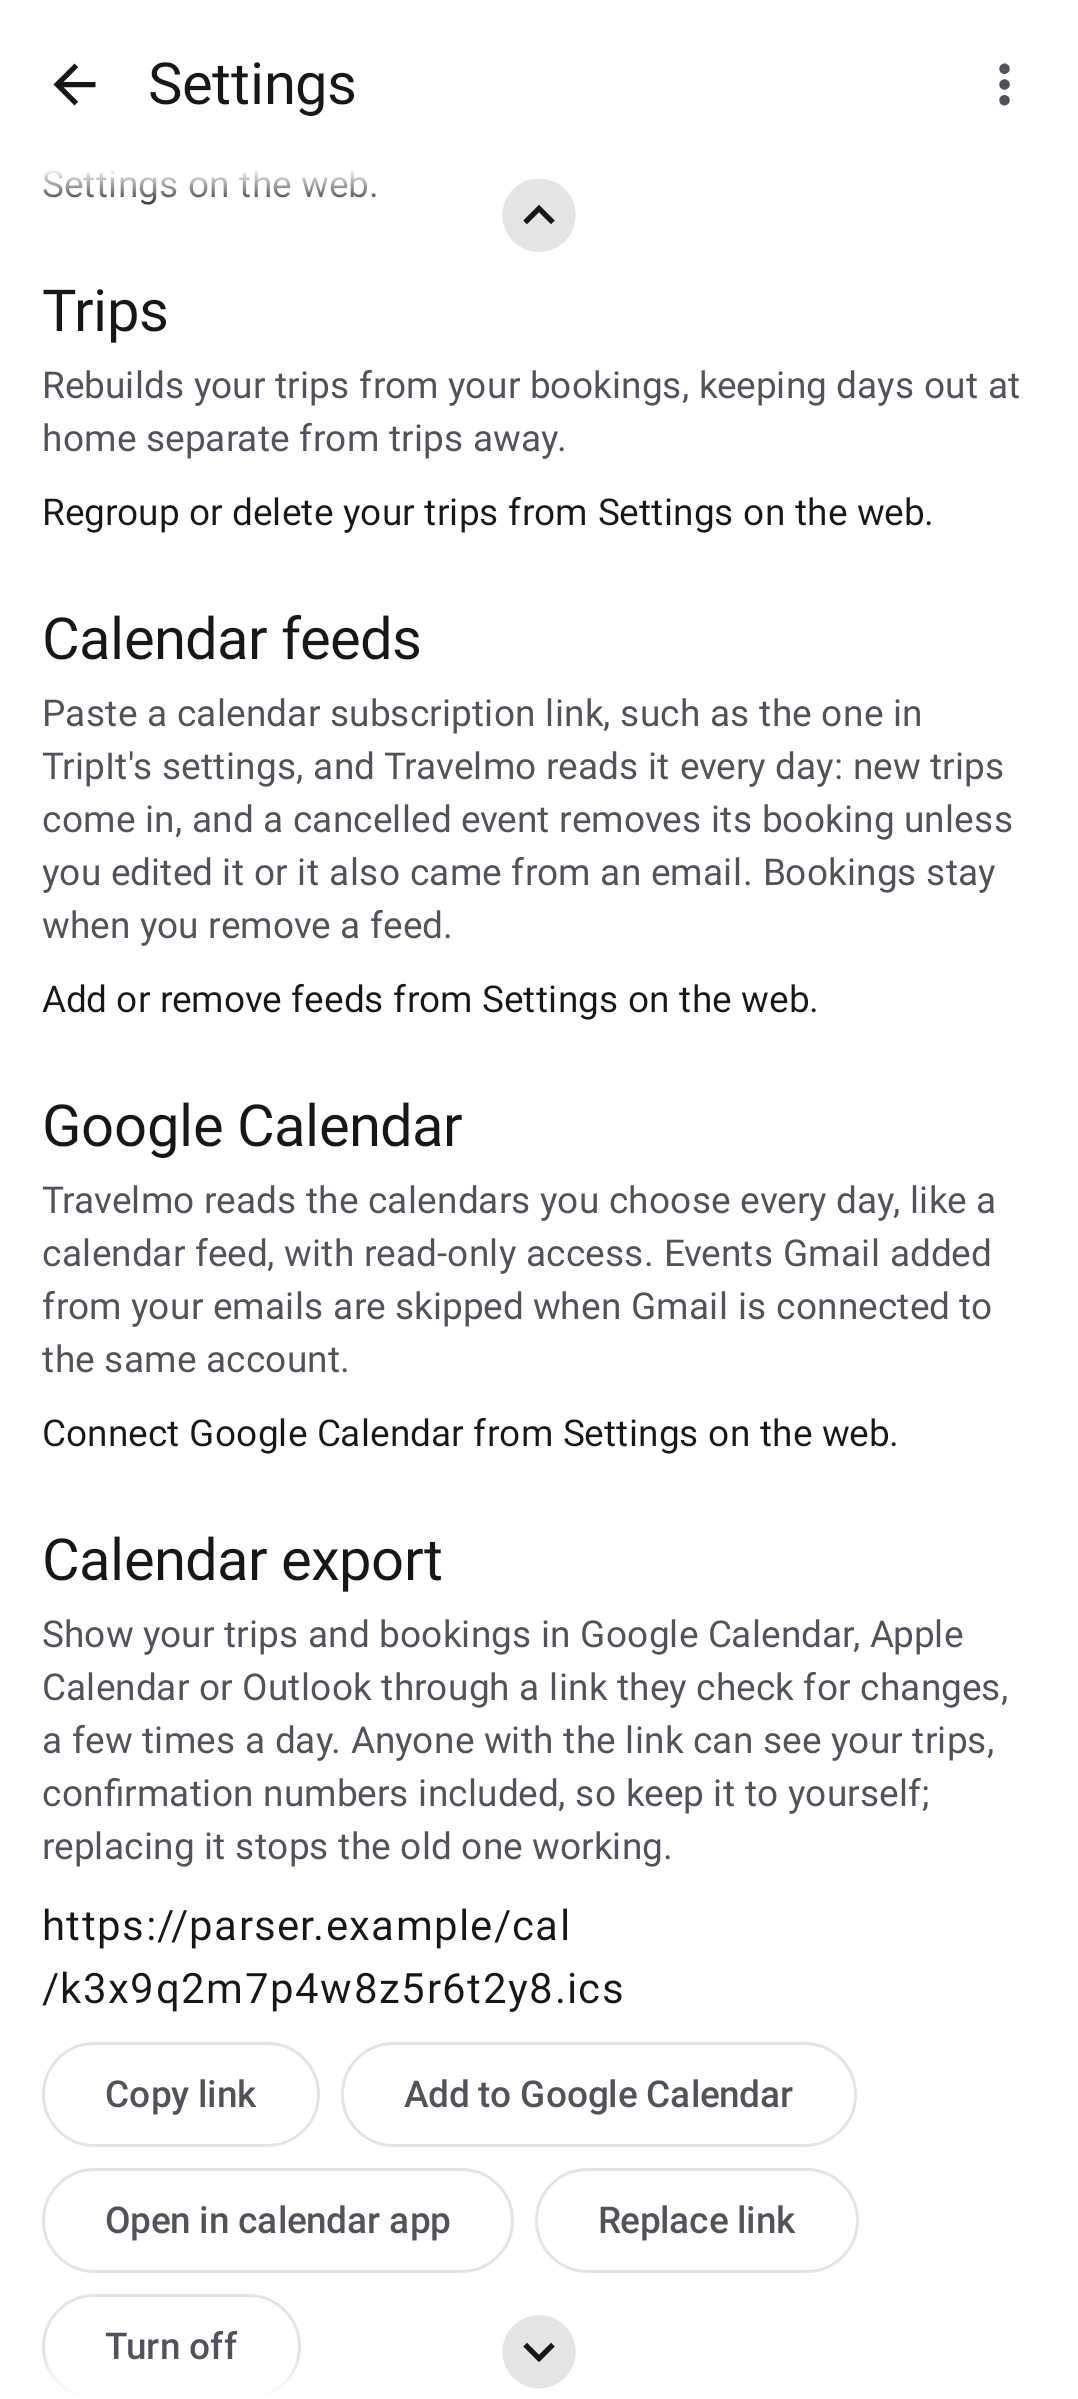 Settings
Settings on the web.
Trips
Rebuilds your trips from your bookings, keeping days out at
home separate from trips away.
Regroup or delete your trips from Settings on the web.
Calendar feeds
Paste a calendar subscription link, such as the one in
TripIt's settings, and Travelmo reads it every day: new trips
come in, and a cancelled event removes its booking unless
you edited it or it also came from an email. Bookings stay
when you remove a feed.
Add or remove feeds from Settings on the web.
Google Calendar
Travelmo reads the calendars you choose every day, like a
calendar feed, with read-only access. Events Gmail added
from your emails are skipped when Gmail is connected to
the same account.
Connect Google Calendar from Settings on the web.
Calendar export
Show your trips and bookings in Google Calendar, Apple
Calendar or Outlook through a link they check for changes,
a few times a day. Anyone with the link can see your trips,
confirmation numbers included, so keep it to yourself;
replacing it stops the old one working.
https://parser.example/cal
/k3x9q2m7p4w8z5r6t2y8.ics
Copy link
Add to Google Calendar
Open in calendar app
Replace link
Turn off